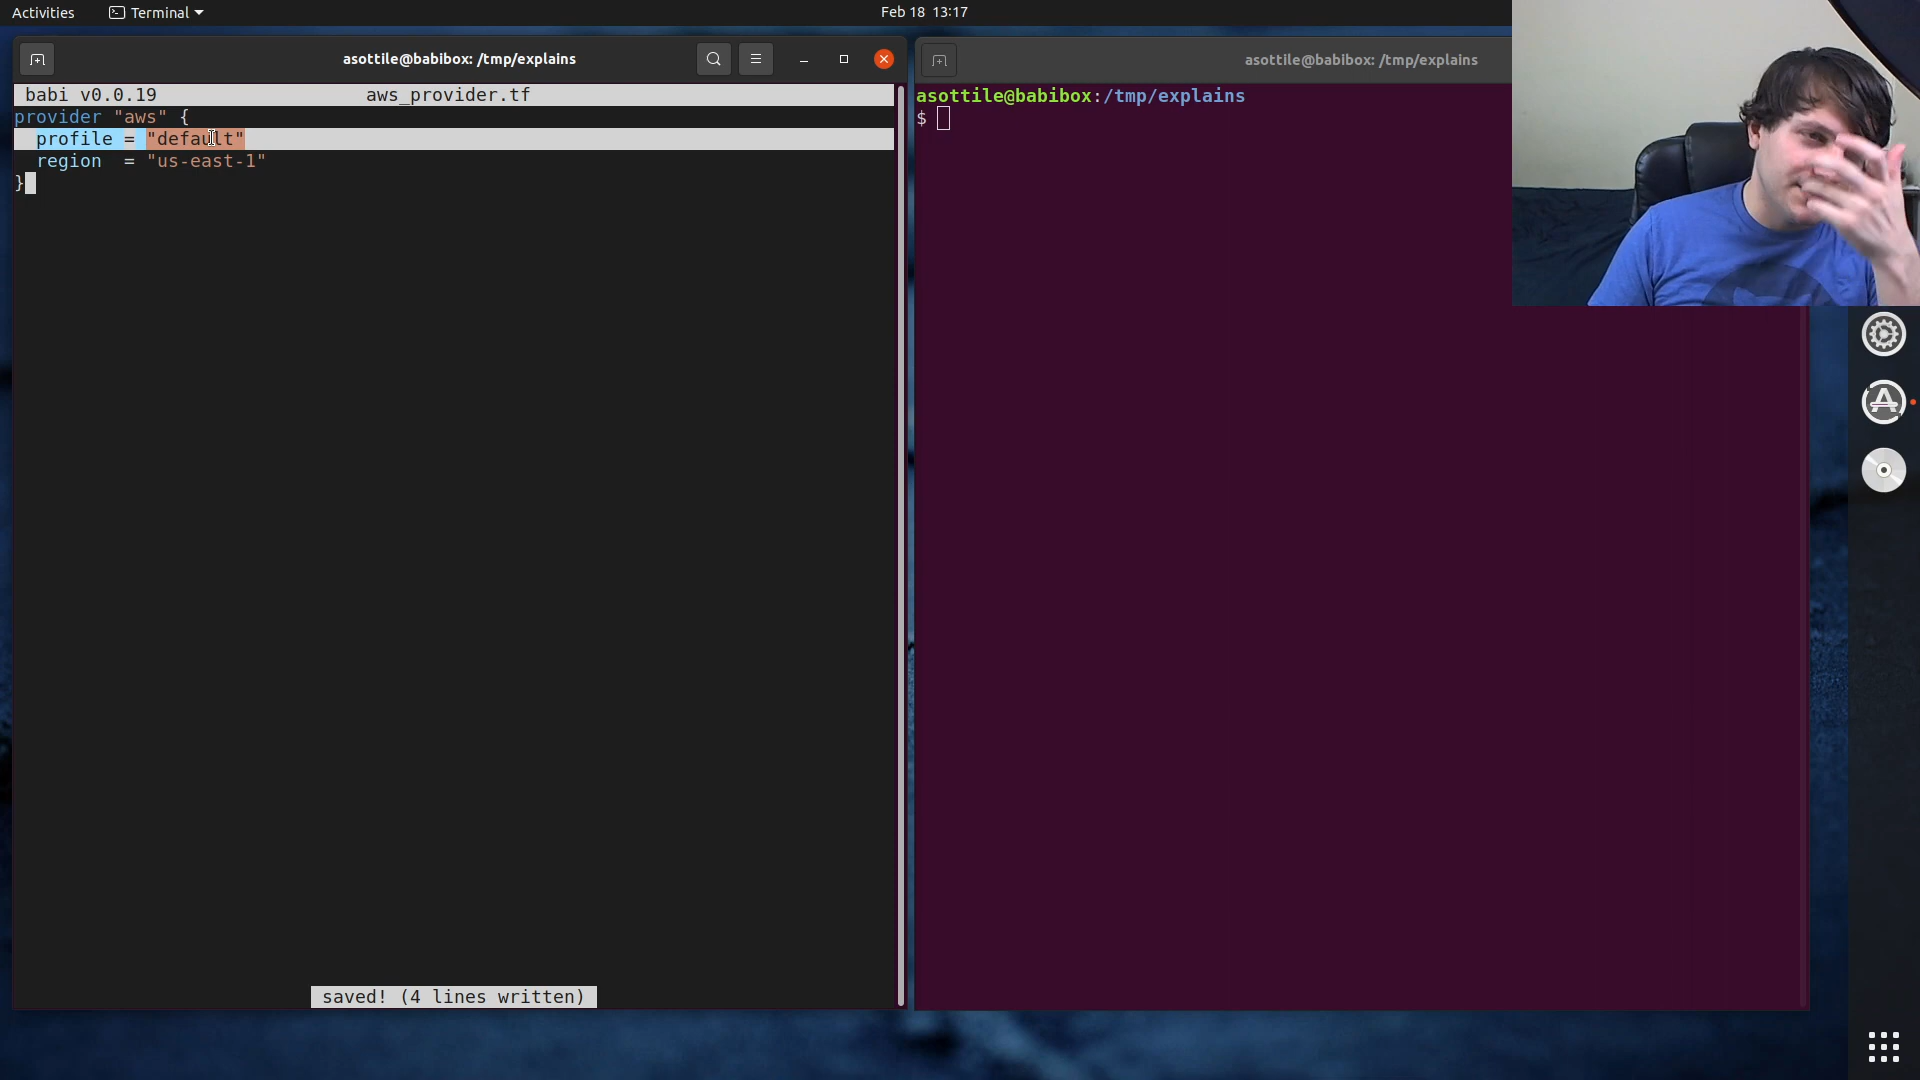 Activities
Terminal
Feb 18 13:17
asottile@babibox: /tmp/explains
babi v0.0.19 aws_provider.tf
provider "aws" {
  profile = "default"
  region  = "us-east-1"
}
saved! (4 lines written)
asottile@babibox: /tmp/explains
asottile@babibox:/tmp/explains
$